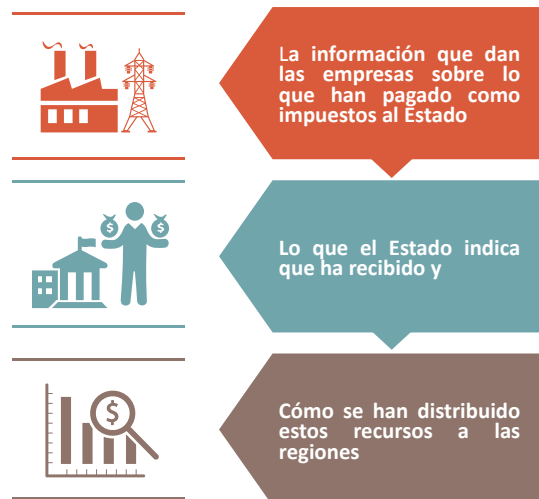 La información que dan
las empresas sobre lo
que han pagado como
impuestos al Estado
$
$
Lo que el Estado indica
que ha recibido y
$
Cómo se han distribuido
estos recursos a las
regiones